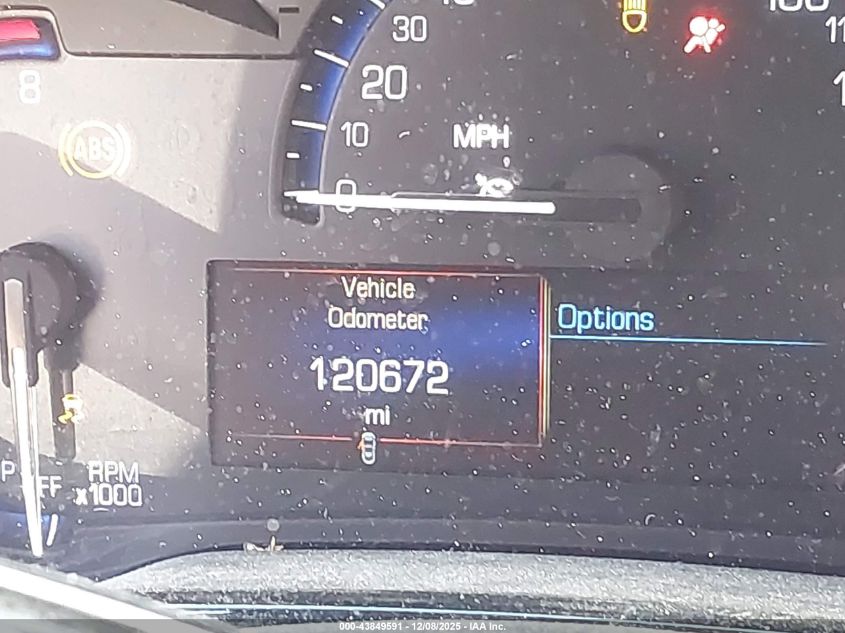 30
20
10
0
MPH
8
ABS
Vehicle
Odometer
120672
mi
Options
RPM
x1000
P
FF
000-43849591 - 12/08/2025 - IAA Inc.